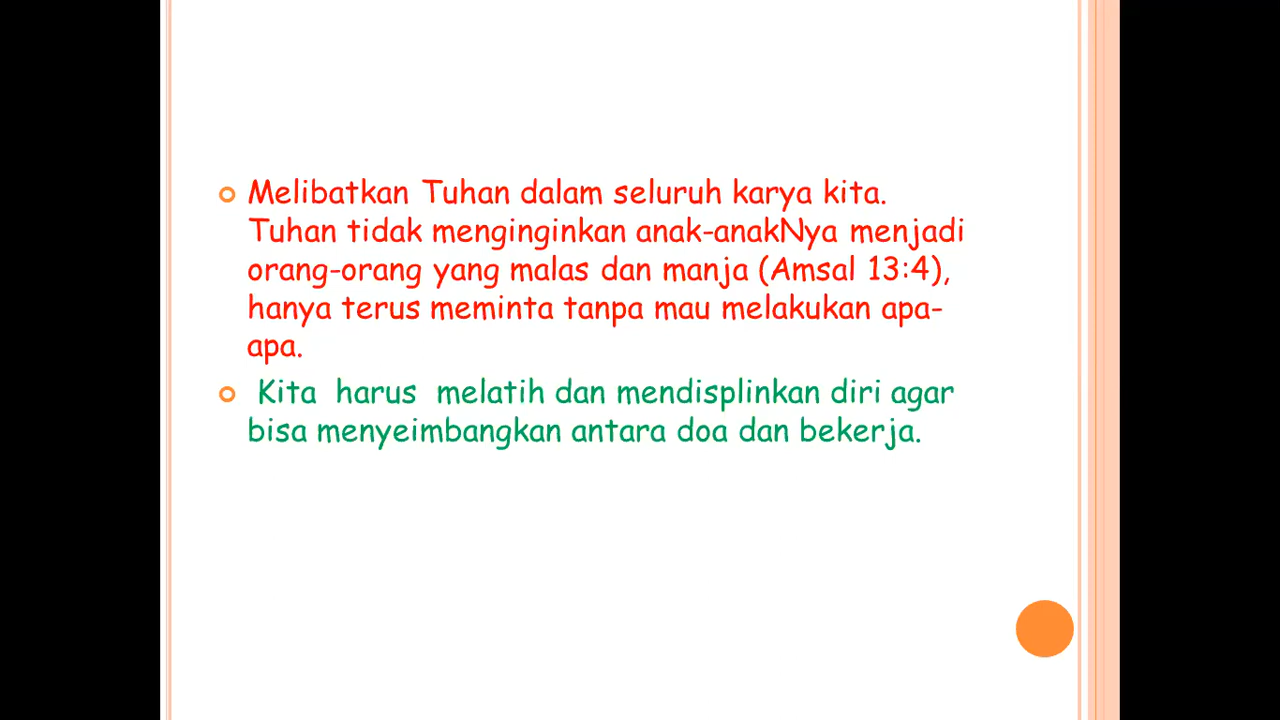 Melibatkan Tuhan dalam seluruh karya kita.
Tuhan tidak menginginkan anak-anakNya menjadi
orang-orang yang malas dan manja (Amsal 13:4),
hanya terus meminta tanpa mau melakukan apa-
apa.
Kita harus melatih dan mendisplinkan diri agar
bisa menyeimbangkan antara doa dan bekerja.